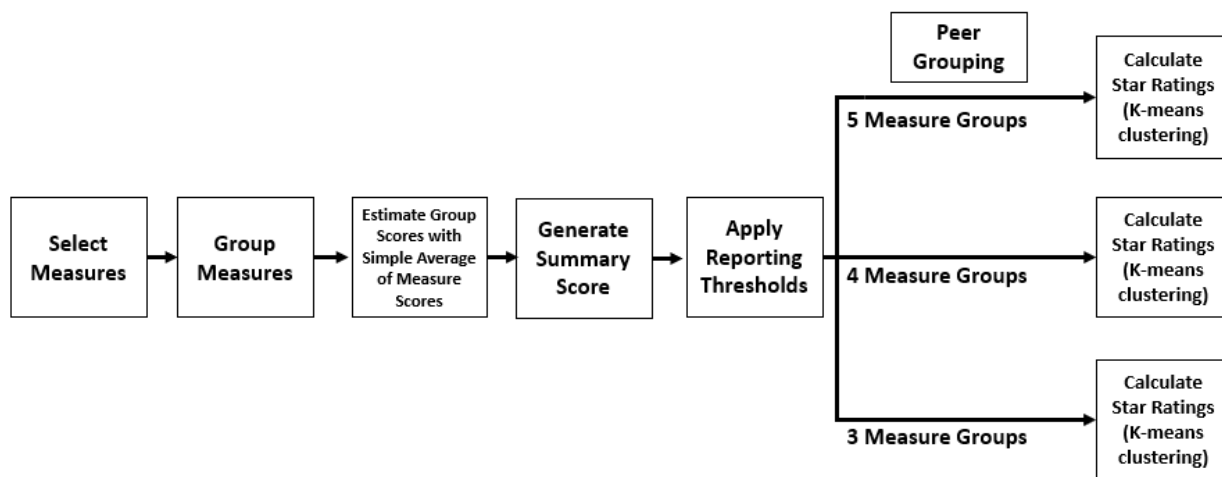 Select
Measures
Group
Measures
Estimate Group
Scores with
Simple Average
of Measure
Scores
Generate
Summary
Score
Apply
Reporting
Thresholds
Peer
Grouping
5 Measure Groups
Calculate
Star Ratings
(K-means
clustering)
4 Measure Groups
Calculate
Star Ratings
(K-means
clustering)
3 Measure Groups
Calculate
Star Ratings
(K-means
clustering)